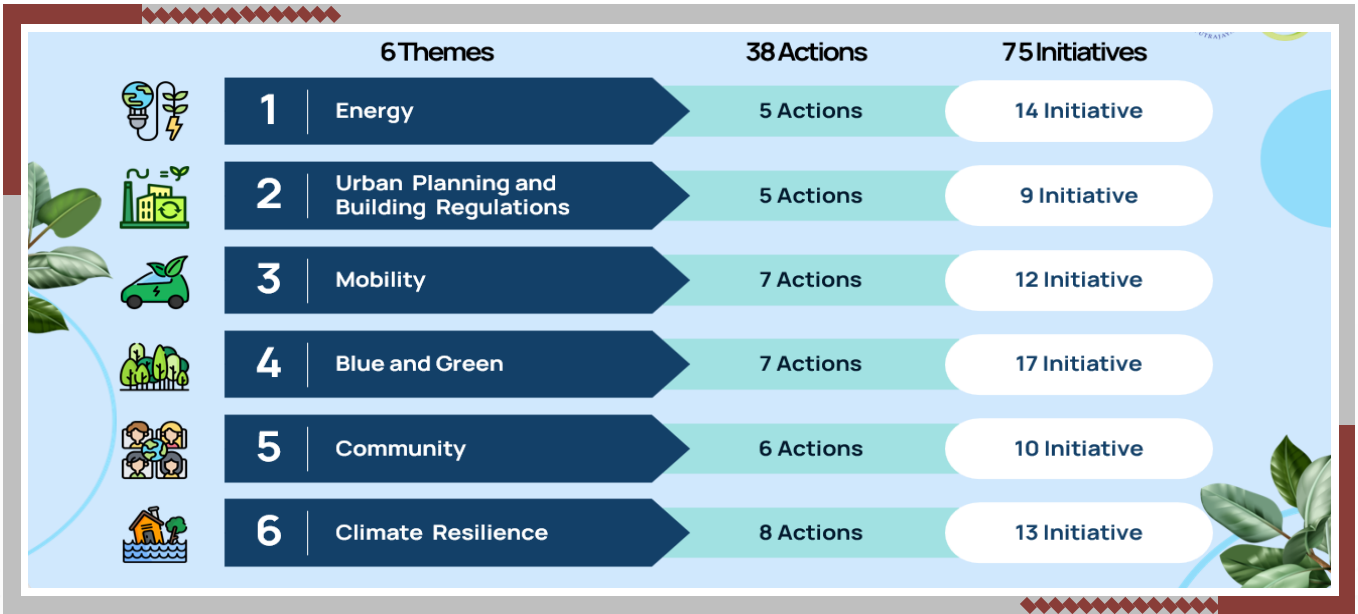 6 Themes 38 Actions 75 Initiatives
1 Energy 5 Actions 14 Initiative
2 Urban Planning and
Building Regulations 5 Actions 9 Initiative
3 Mobility 7 Actions 12 Initiative
4 Blue and Green 7 Actions 17 Initiative
5 Community 6 Actions 10 Initiative
6 Climate Resilience 8 Actions 13 Initiative